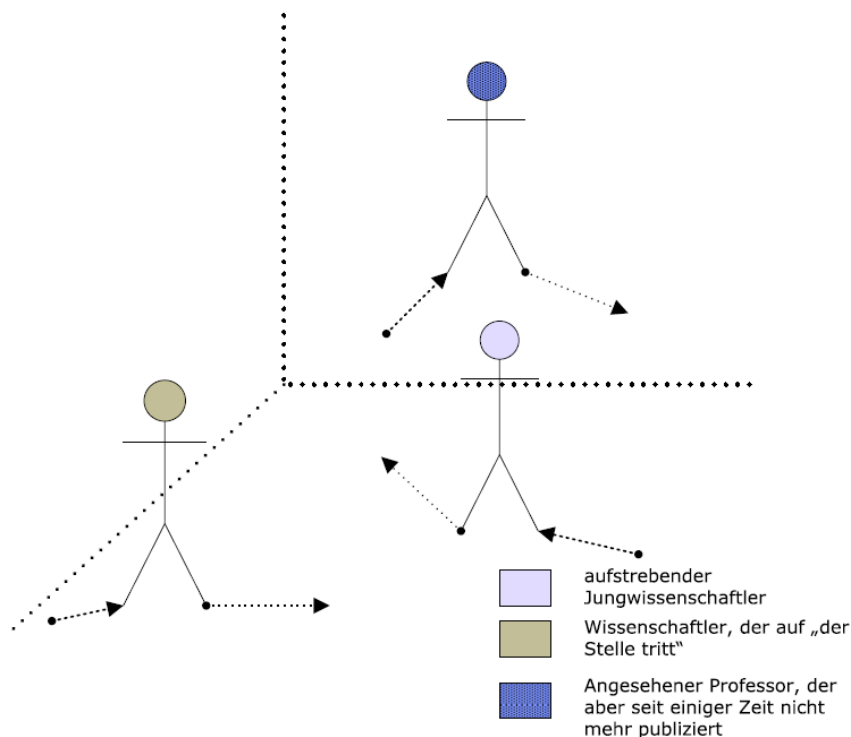 aufstrebender
Jungwissenschaftler
Wissenschaftler, der auf „der
Stelle tritt“
Angesehener Professor, der
aber seit einiger Zeit nicht
mehr publiziert